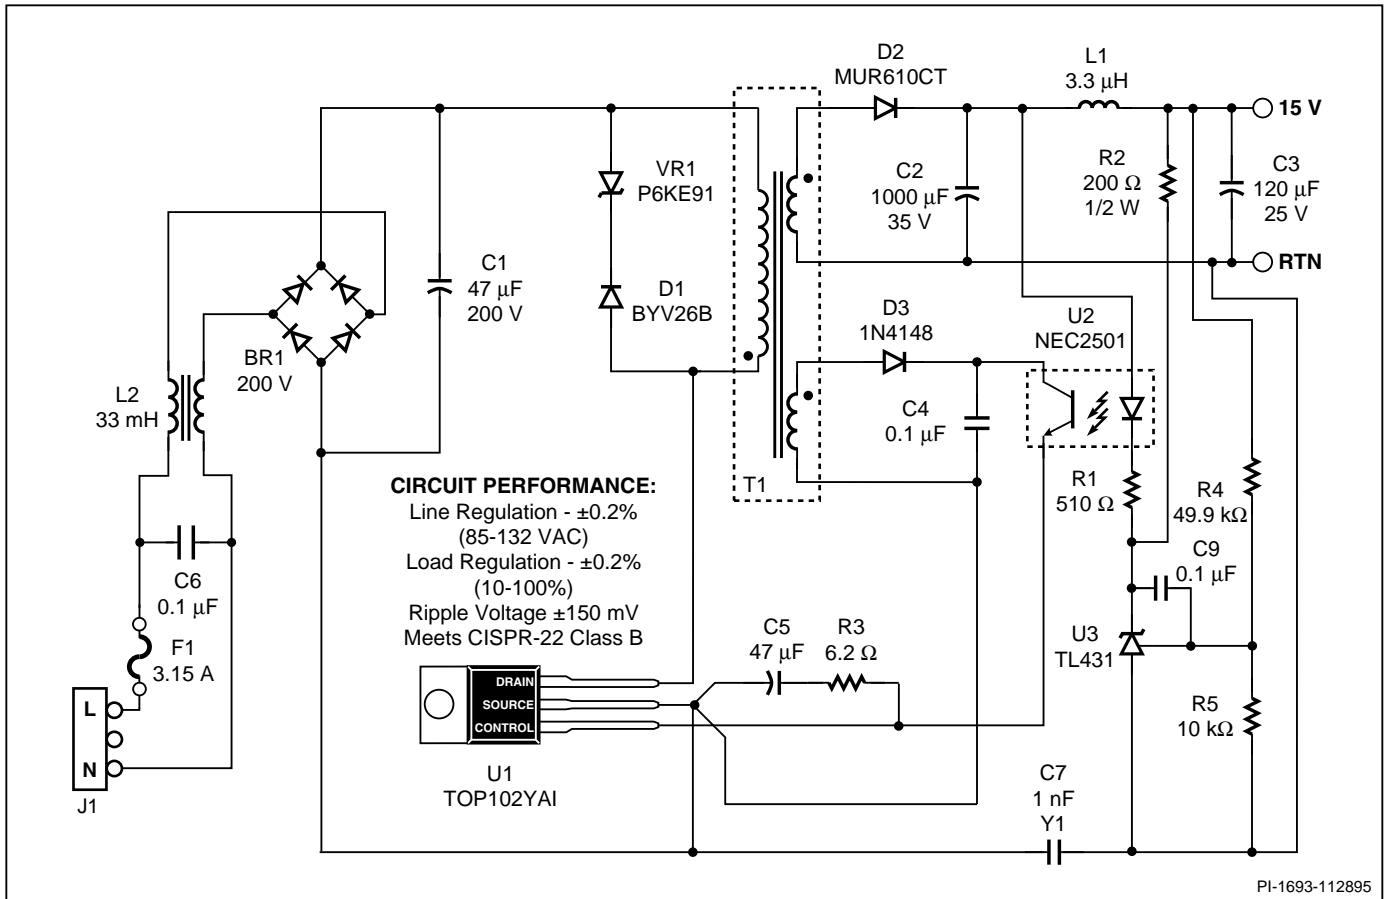 D2
MUR610CT
L1
3.3 µH
15 V
VR1
P6KE91
C2
1000 µF
35 V
R2
200 Ω
1/2 W
C3
120 µF
25 V
RTN
C1
47 µF
200 V
D1
BYV26B
D3
1N4148
U2
NEC2501
BR1
200 V
L2
33 mH
C4
0.1 µF
T1
R1
510 Ω
R4
49.9 kΩ
CIRCUIT PERFORMANCE:
Line Regulation - ±0.2%
(85-132 VAC)
Load Regulation - ±0.2%
(10-100%)
Ripple Voltage ±150 mV
Meets CISPR-22 Class B
C9
0.1 µF
C6
0.1 µF
F1
3.15 A
C5
47 µF
R3
6.2 Ω
U3
TL431
DRAIN
SOURCE
CONTROL
R5
10 kΩ
L
N
J1
U1
TOP102YAI
C7
1 nF
Y1
PI-1693-112895